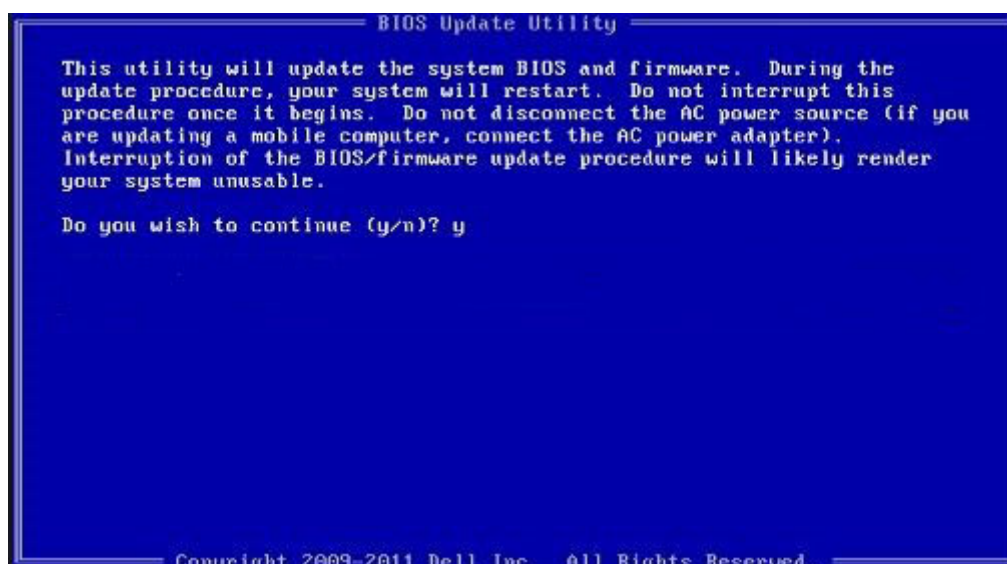 BIOS Update Utility
This utility will update the system BIOS and firmware. During the
update procedure, your system will restart. Do not interrupt this
procedure once it begins. Do not disconnect the AC power source (if you
are updating a mobile computer, connect the AC power adapter).
Interruption of the BIOS/firmware update procedure will likely render
your system unusable.
Do you wish to continue (y/n)? y
Copyright 2009-2011 Dell Inc. All Rights Reserved.